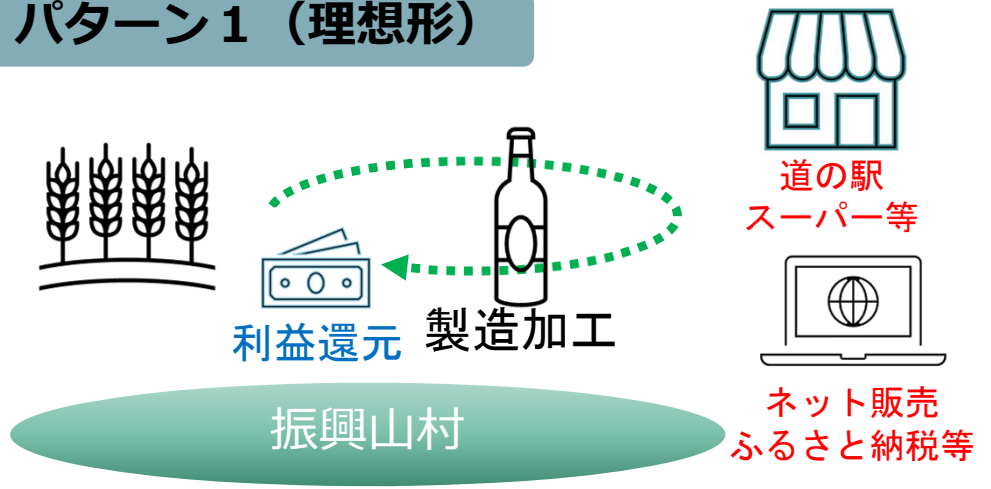 パターン１（理想形）
道の駅
スーパー等
利益還元
製造加工
ネット販売
ふるさと納税等
振興山村